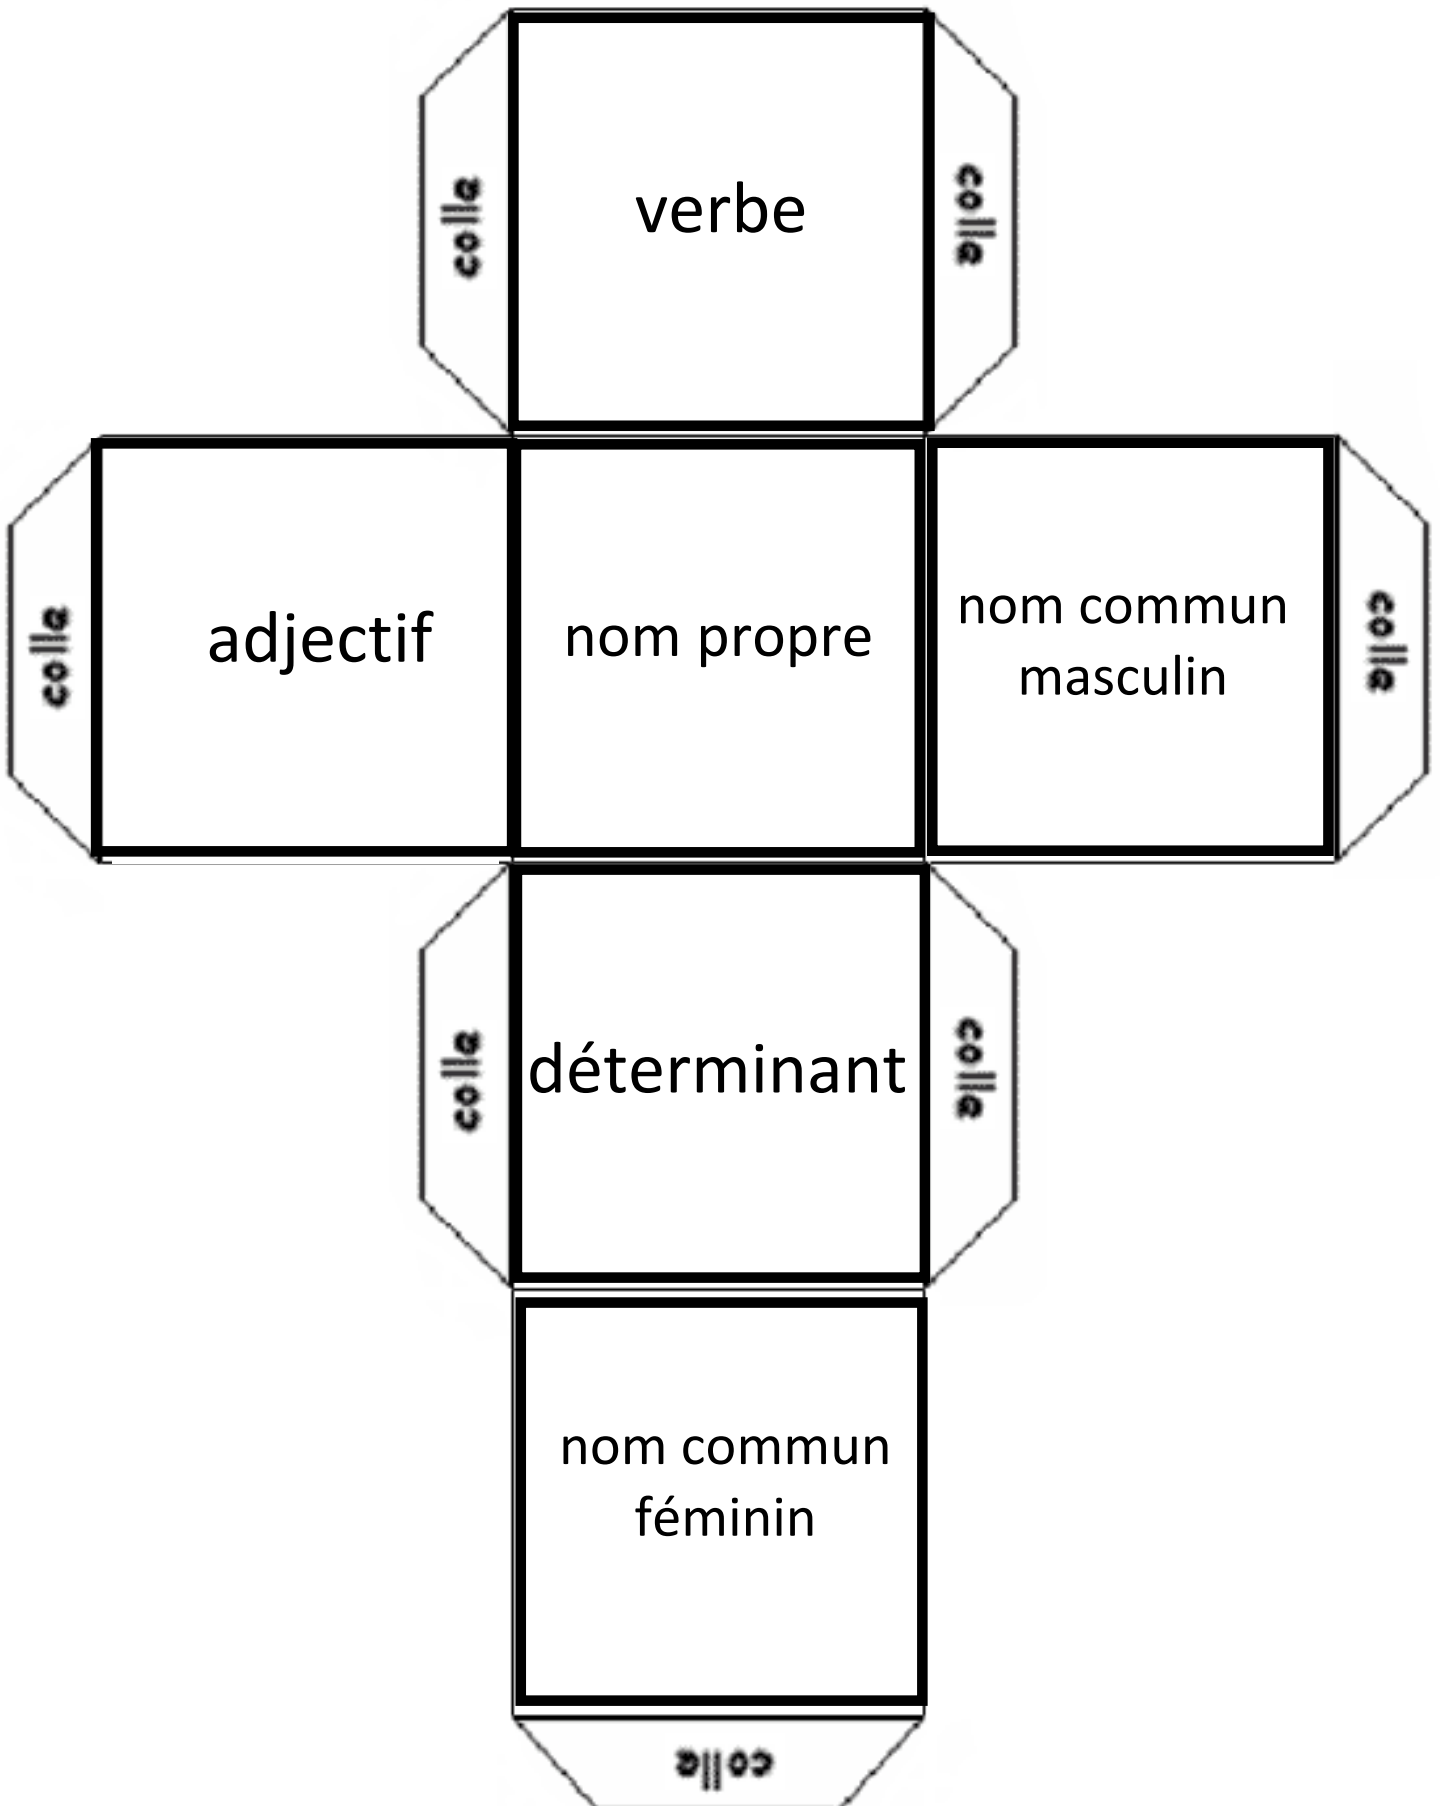 verbe
colle
colle
adjectif
nom propre
nom commun
masculin
colle
colle
déterminant
colle
colle
nom commun
féminin
colle